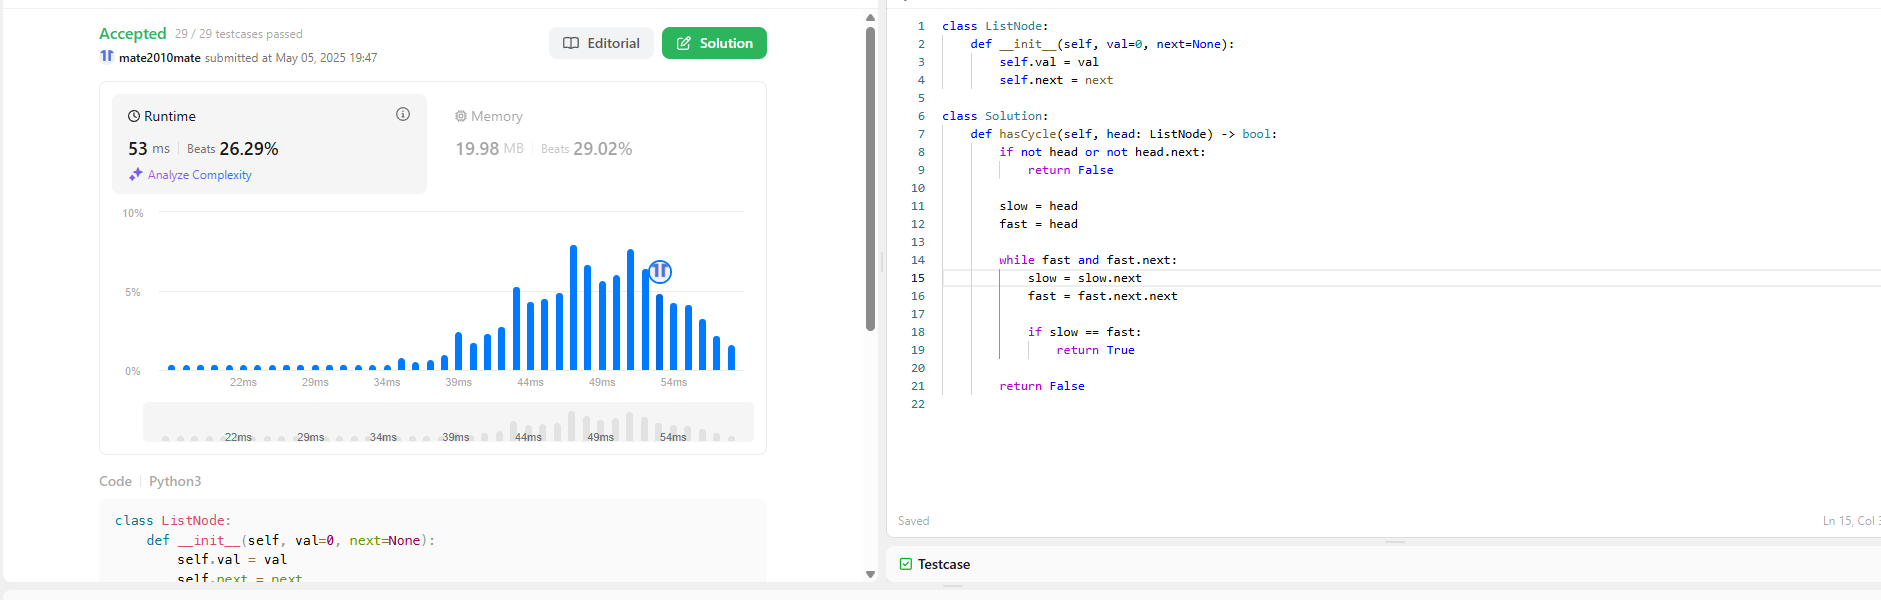 Accepted 29 / 29 testcases passed
mate2010mate submitted at May 05, 2025 19:47
Editorial
Solution
Runtime
53 ms Beats 26.29%
Analyze Complexity
Memory
19.98 MB Beats 29.02%
10%
5%
0%
22ms 29ms 34ms 39ms 44ms 49ms 54ms
22ms 29ms 34ms 39ms 44ms 49ms 54ms
Code Python3
class ListNode:
    def __init__(self, val=0, next=None):
        self.val = val
        self.next = next
1 class ListNode:
2     def __init__(self, val=0, next=None):
3         self.val = val
4         self.next = next
5
6 class Solution:
7     def hasCycle(self, head: ListNode) -> bool:
8         if not head or not head.next:
9             return False
10
11         slow = head
12         fast = head
13
14         while fast and fast.next:
15             slow = slow.next
16             fast = fast.next.next
17
18             if slow == fast:
19                 return True
20
21         return False
22
Saved
Ln 15, Col
Testcase